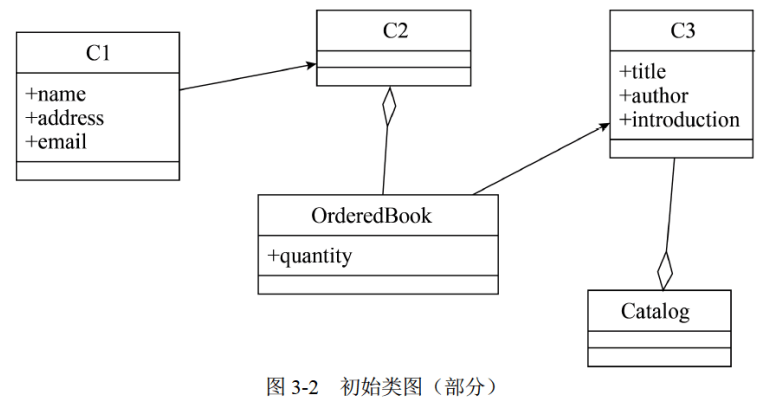 C1
+name
+address
+email
C2
C3
+title
+author
+introduction
OrderedBook
+quantity
Catalog
图 3-2 初始类图（部分）